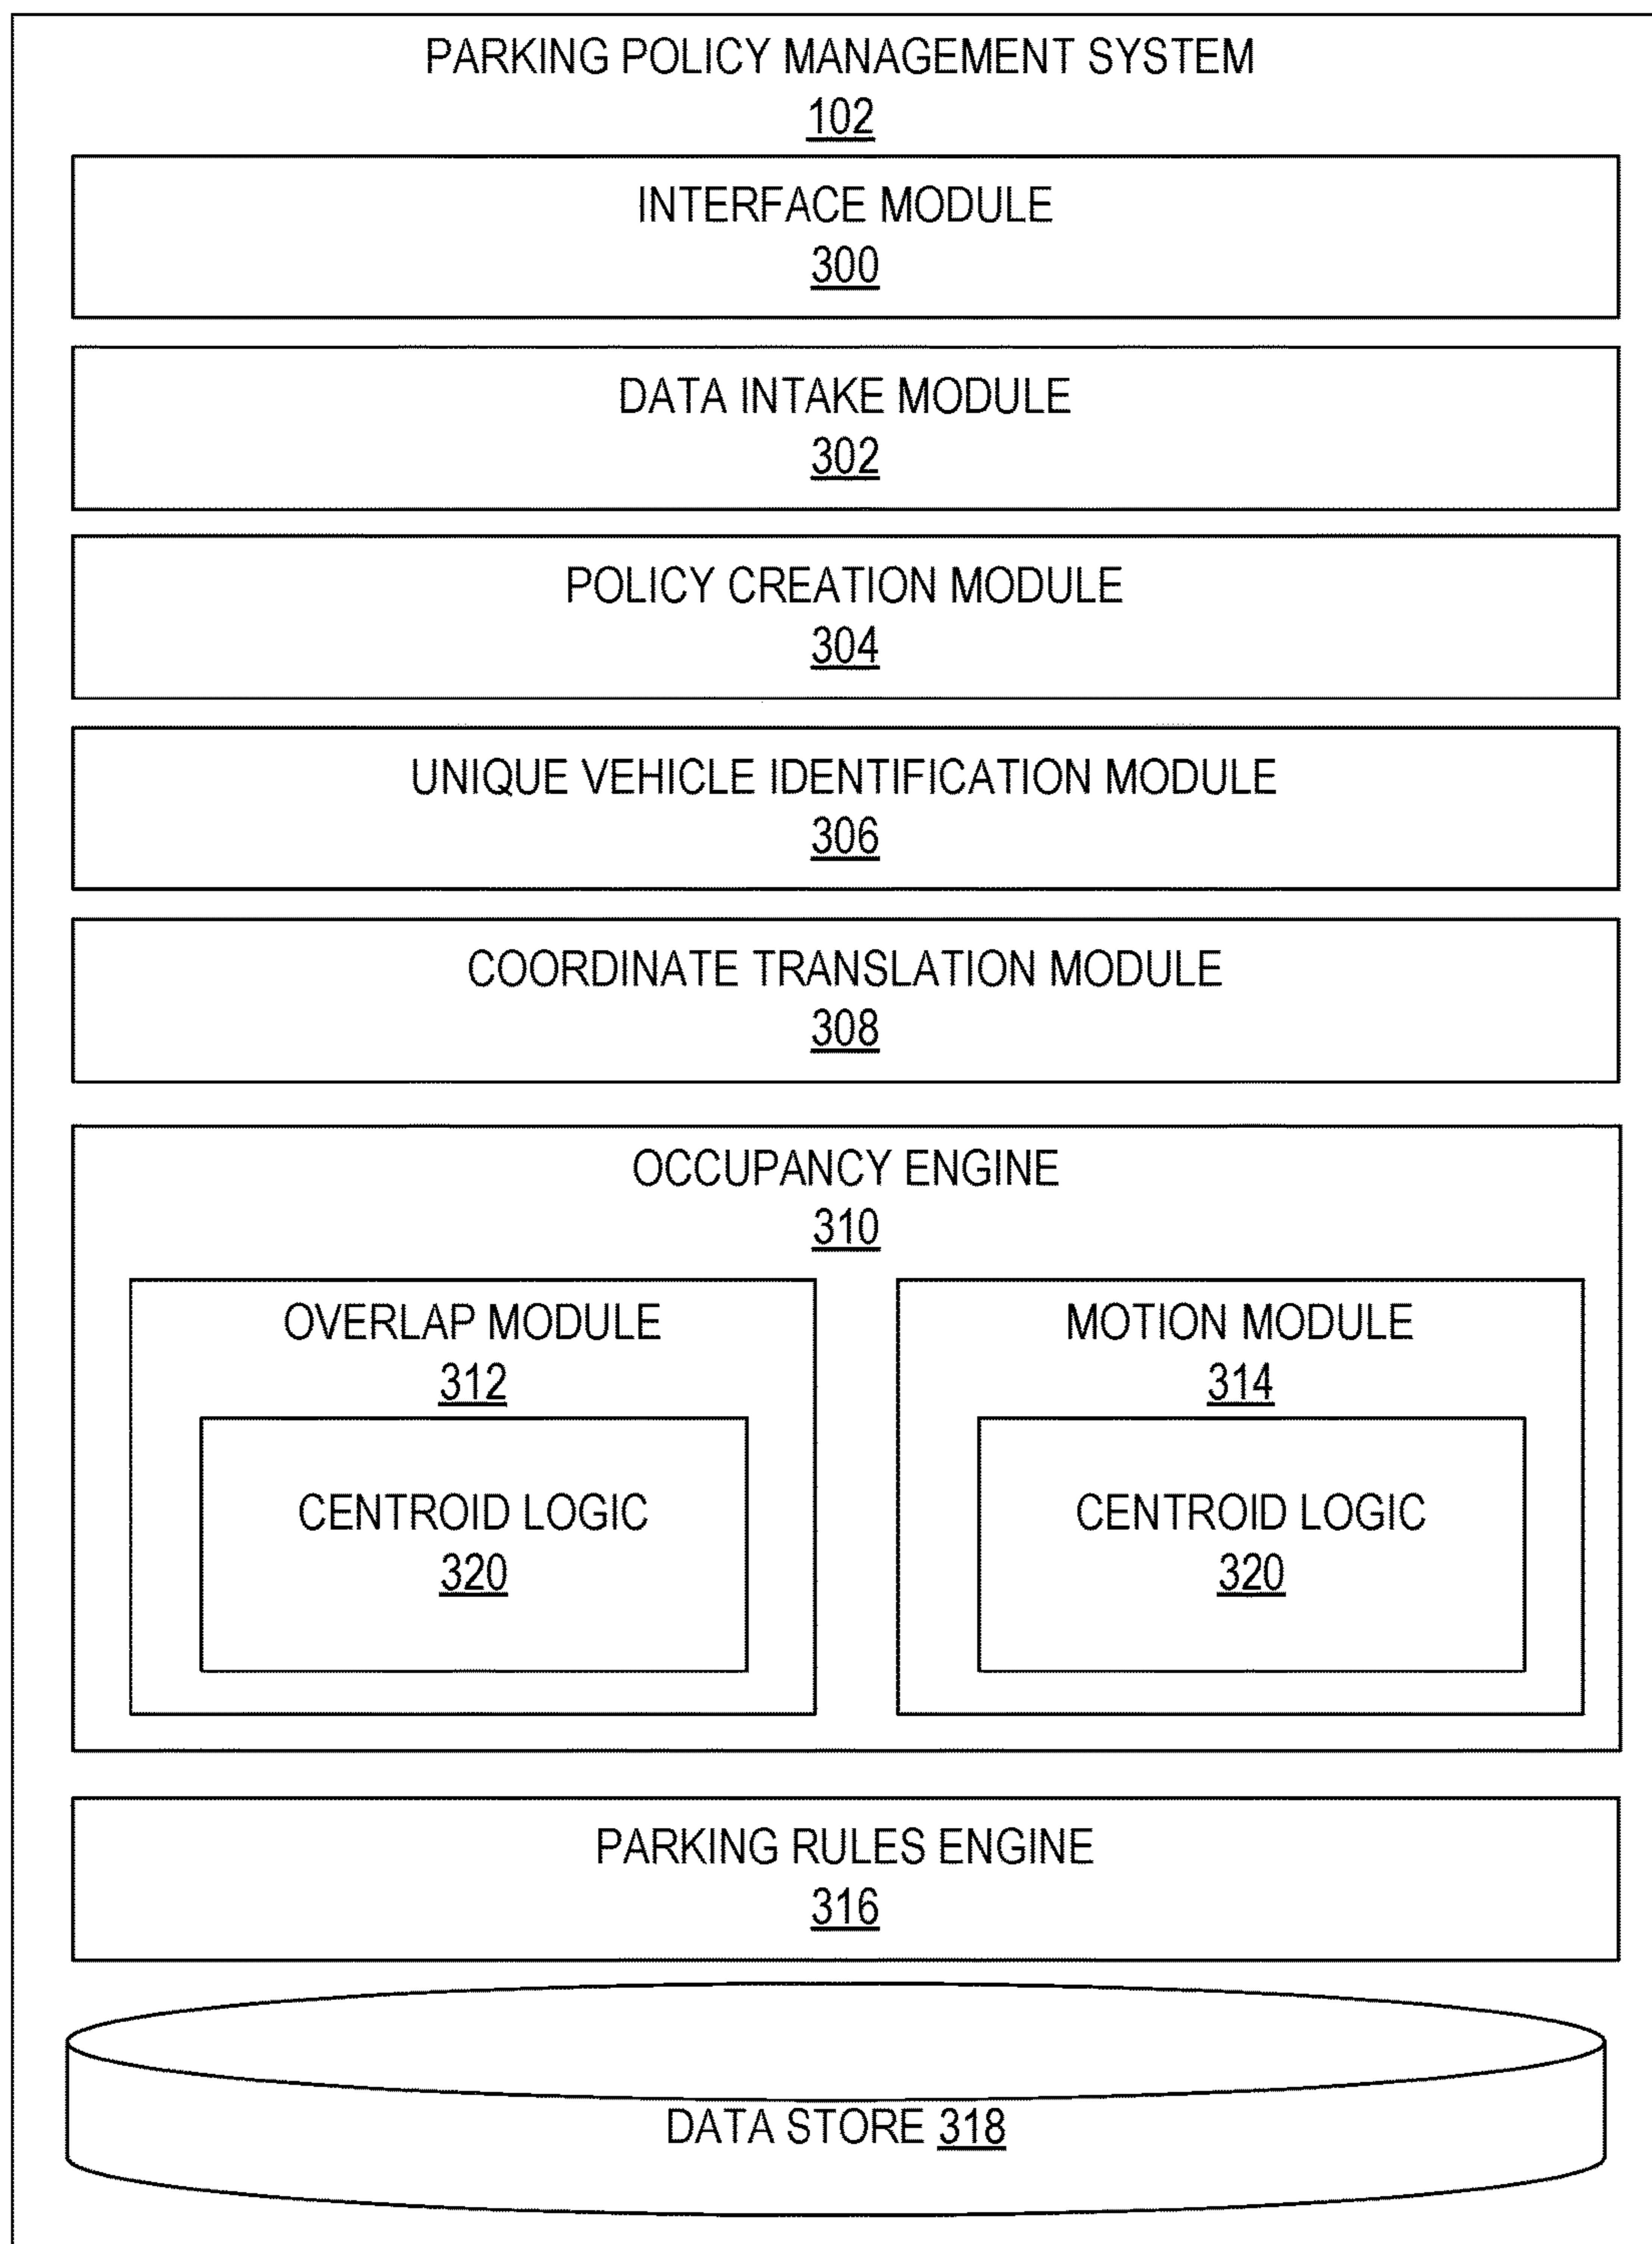 PARKING POLICY MANAGEMENT SYSTEM
102
INTERFACE MODULE
300
DATA INTAKE MODULE
302
POLICY CREATION MODULE
304
UNIQUE VEHICLE IDENTIFICATION MODULE
306
COORDINATE TRANSLATION MODULE
308
OCCUPANCY ENGINE
310
OVERLAP MODULE
312
CENTROID LOGIC
320
MOTION MODULE
314
CENTROID LOGIC
320
PARKING RULES ENGINE
316
DATA STORE 318